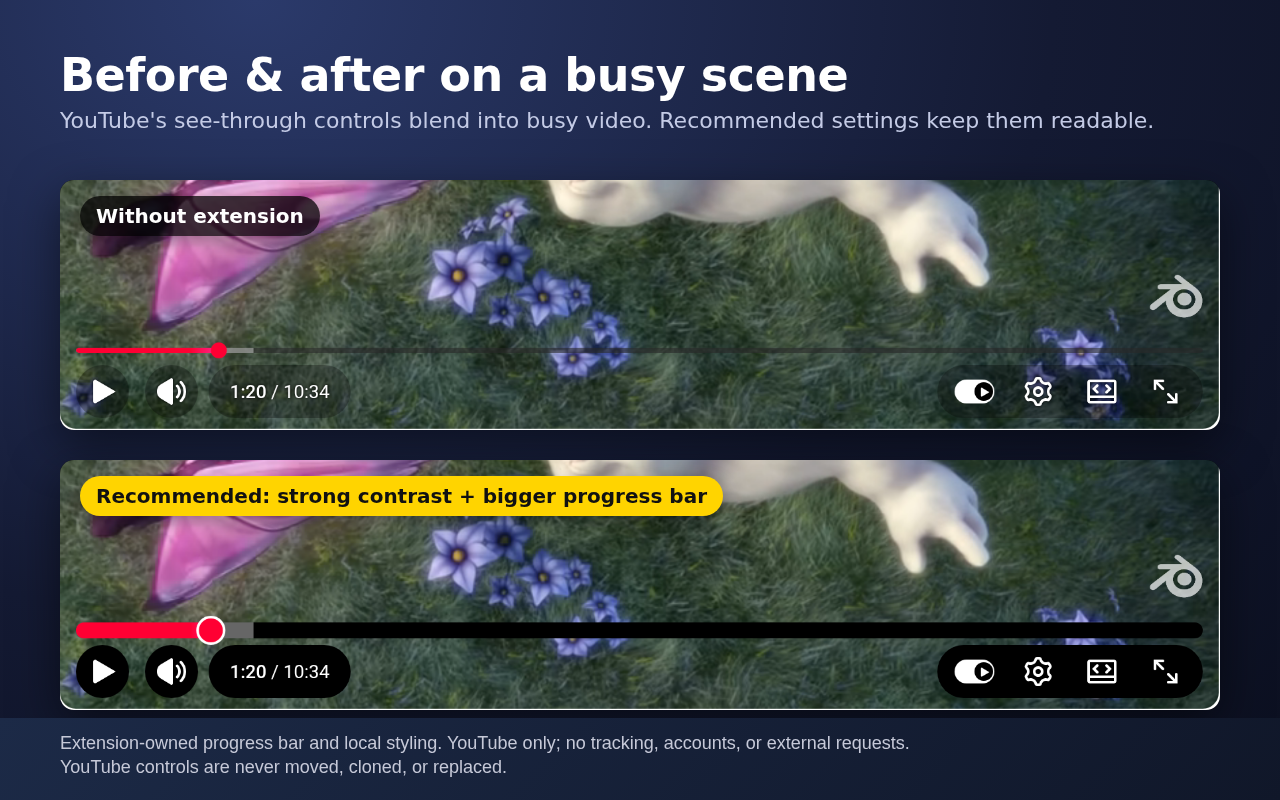 Before & after on a busy scene
YouTube's see-through controls blend into busy video. Recommended settings keep them readable.
Without extension
1:20 / 10:34
Recommended: strong contrast + bigger progress bar
1:20 / 10:34
Extension-owned progress bar and local styling. YouTube only; no tracking, accounts, or external requests.
YouTube controls are never moved, cloned, or replaced.